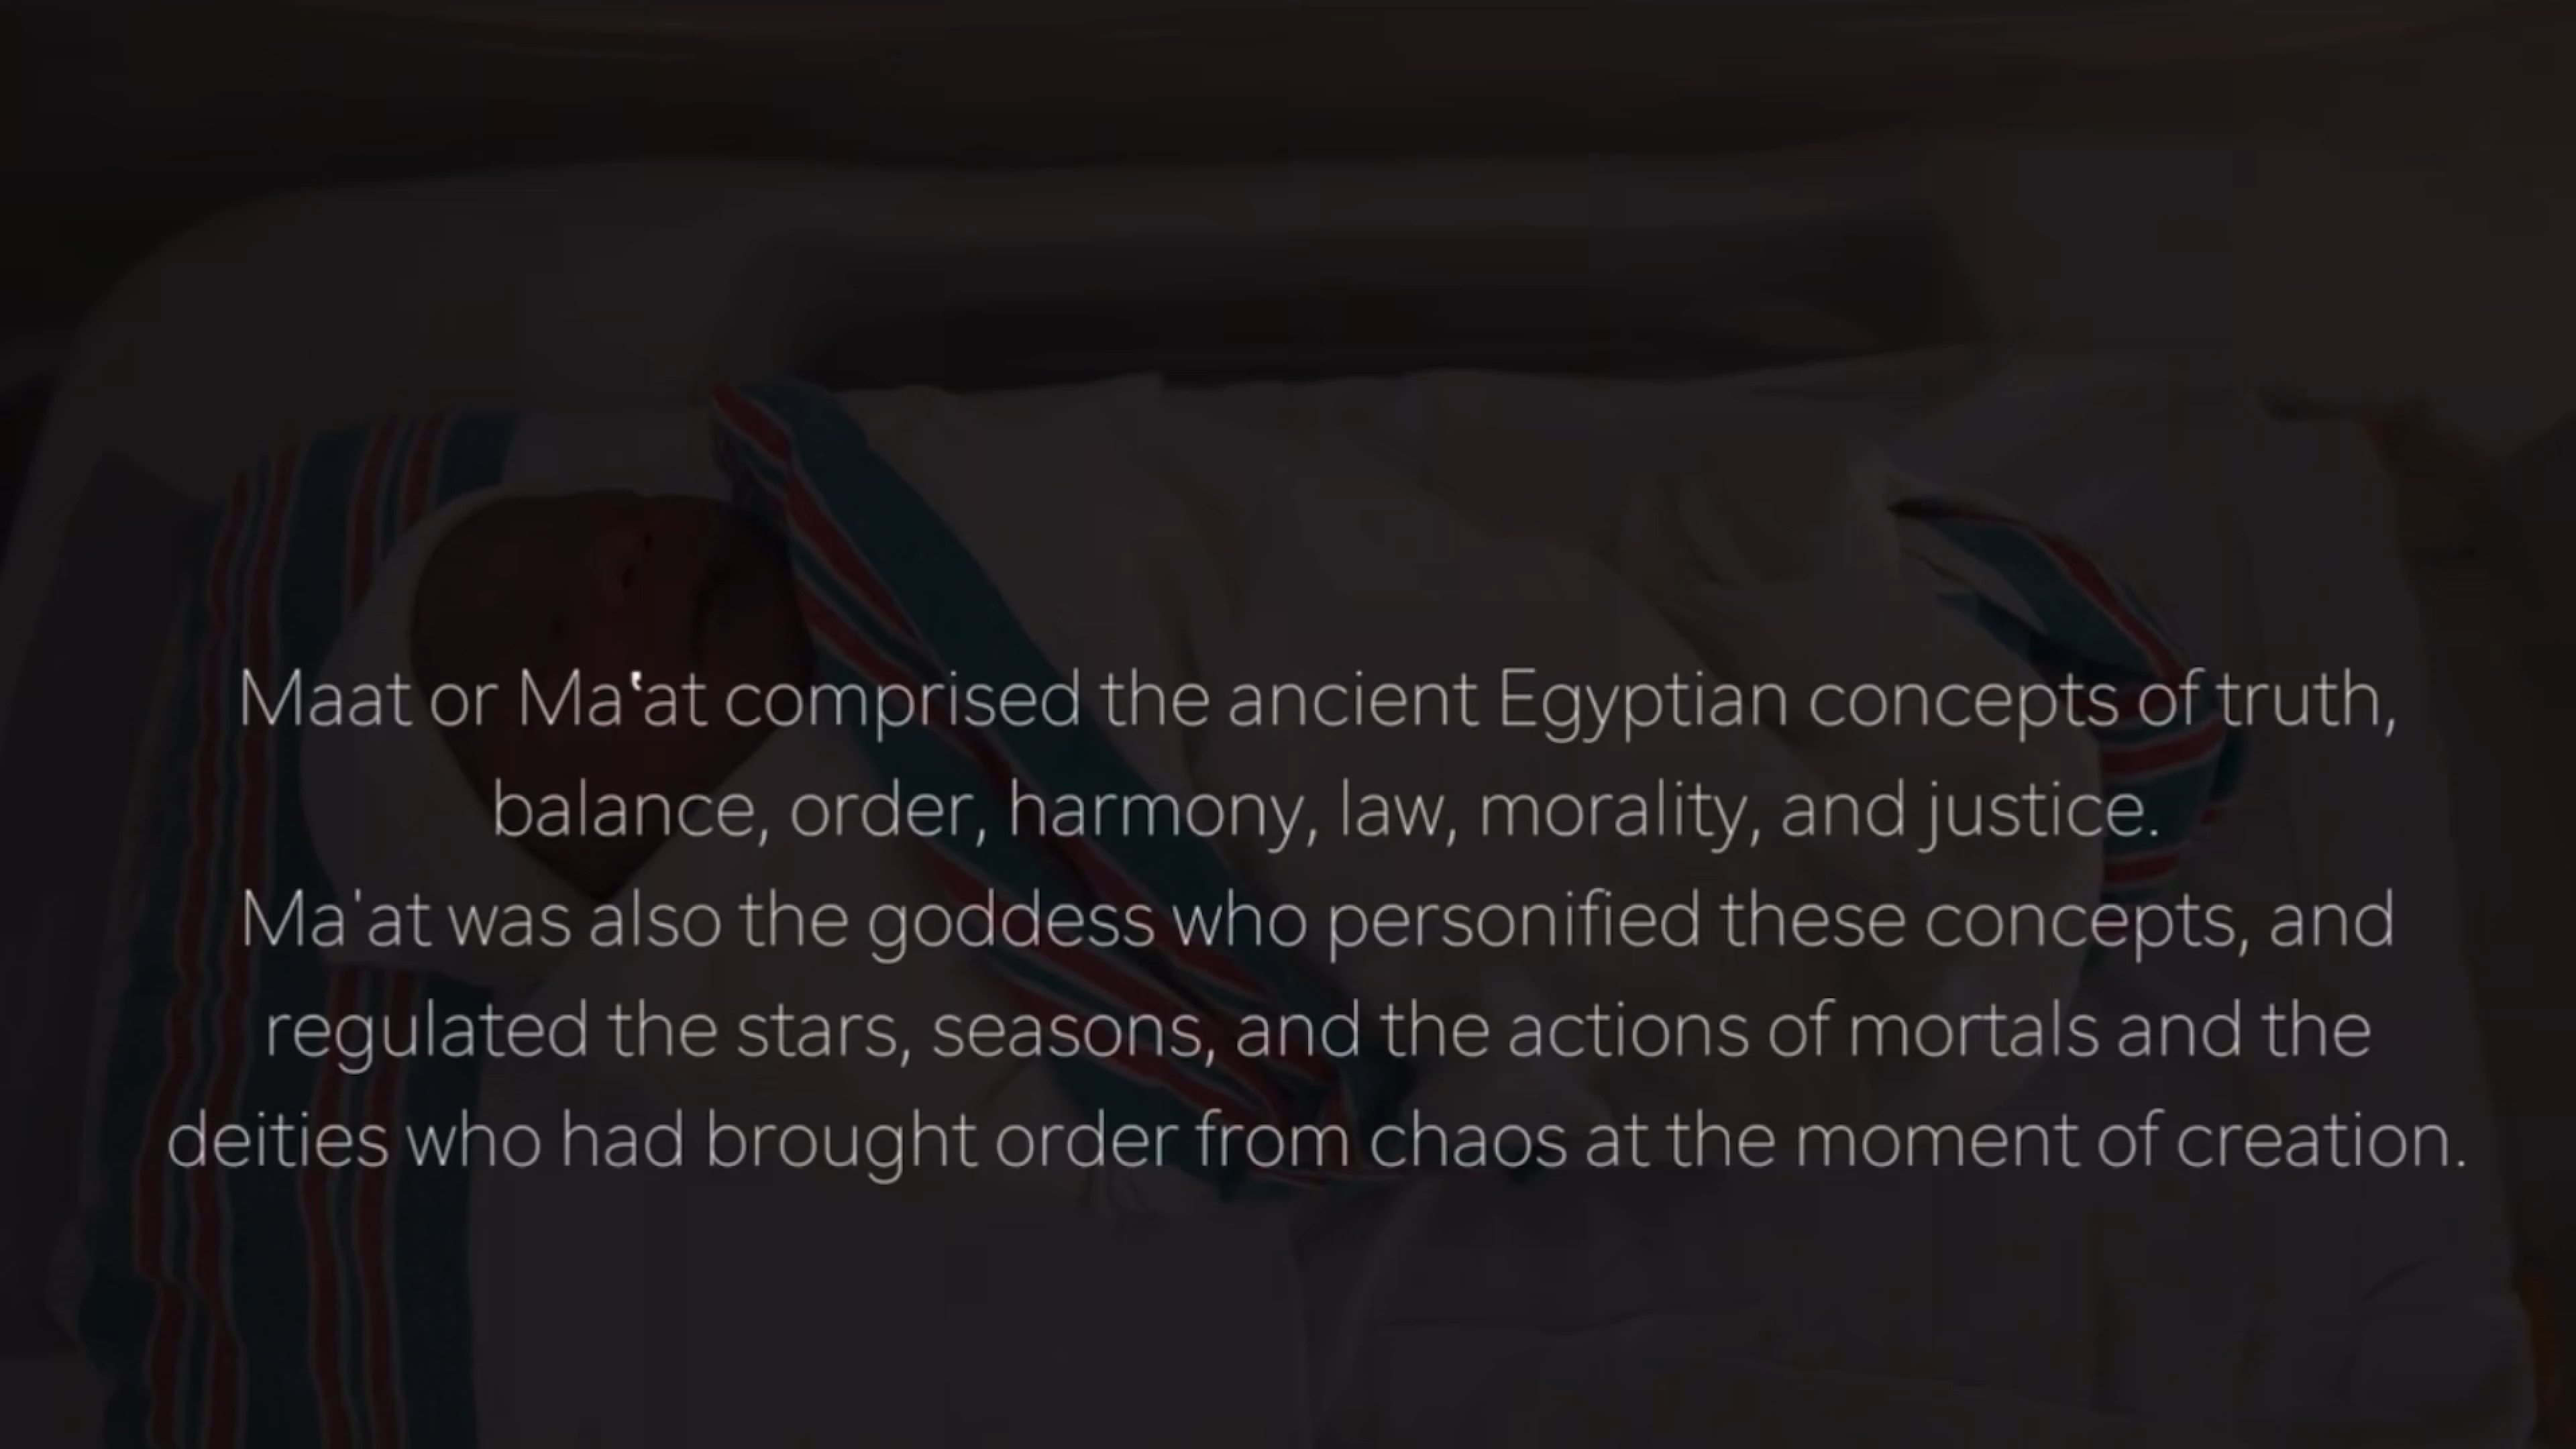 Maat or Ma'at comprised the ancient Egyptian concepts of truth,
balance, order, harmony, law, morality, and justice.
Ma'at was also the goddess who personified these concepts, and
regulated the stars, seasons, and the actions of mortals and the
deities who had brought order from chaos at the moment of creation.